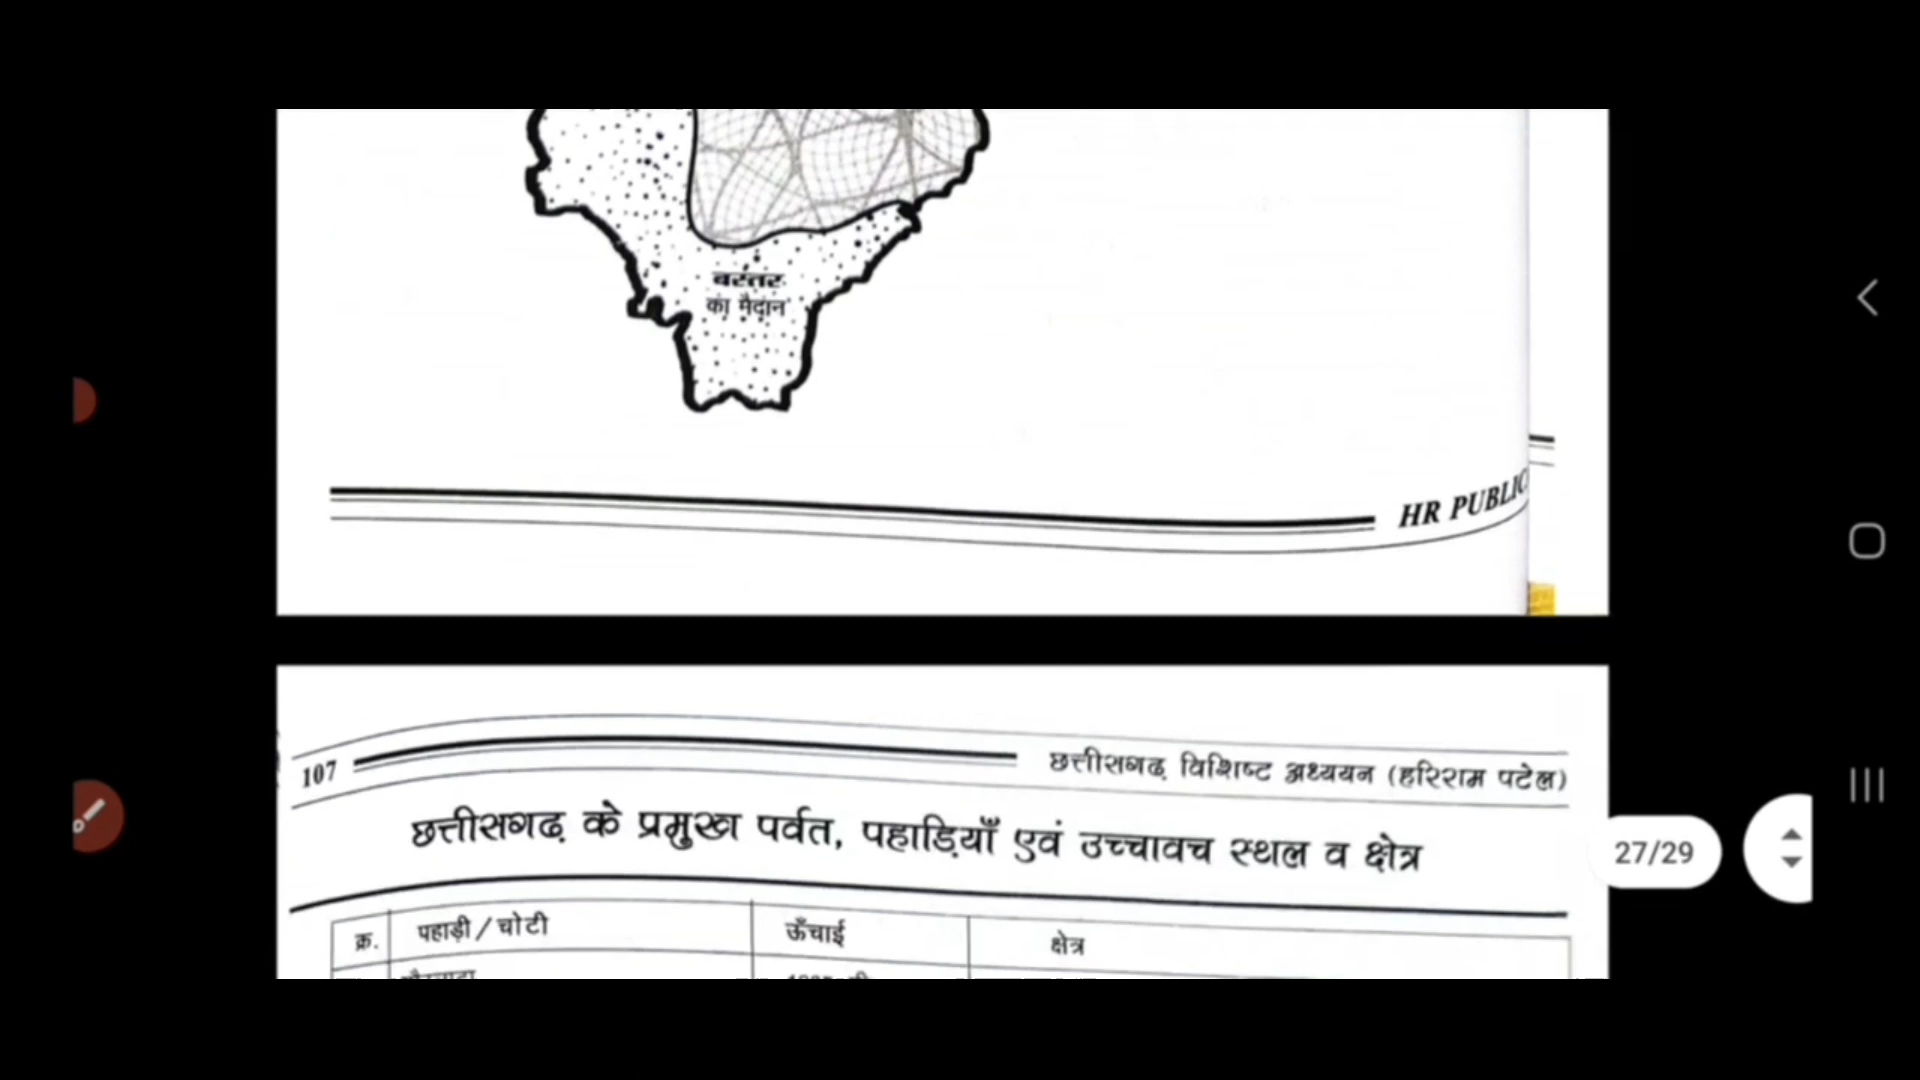 बस्तर
का मैदान
HR PUBLIC
107
छत्तीसगढ़ विशिष्ट अध्ययन (हरिराम पटेल)
छत्तीसगढ़ के प्रमुख पर्वत, पहाड़ियाँ एवं उच्चावच स्थल व क्षेत्र
27/29
क्र. पहाड़ी / चोटी ऊँचाई क्षेत्र